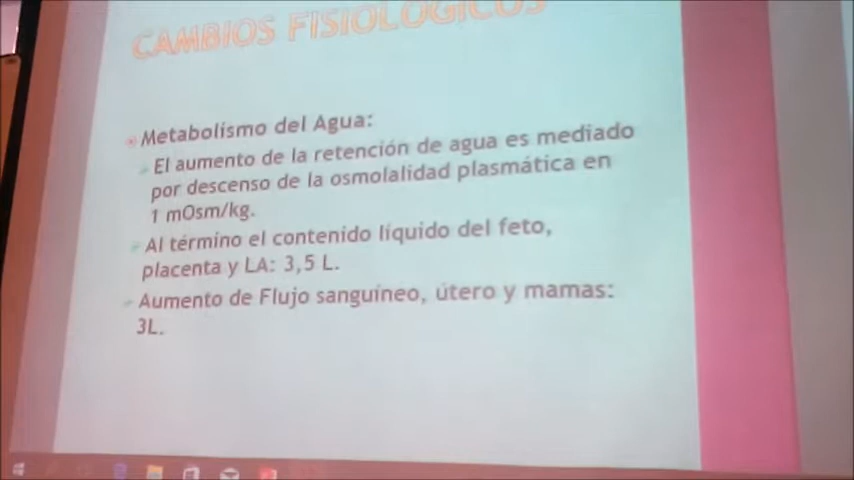 CAMBIOS FISIOLÓGICOS
Metabolismo del Agua:
El aumento de la retención de agua es mediado
por descenso de la osmolalidad plasmática en
1 mOsm/kg.
Al término el contenido líquido del feto,
placenta y LA: 3,5 L.
Aumento de Flujo sanguíneo, útero y mamas:
3L.